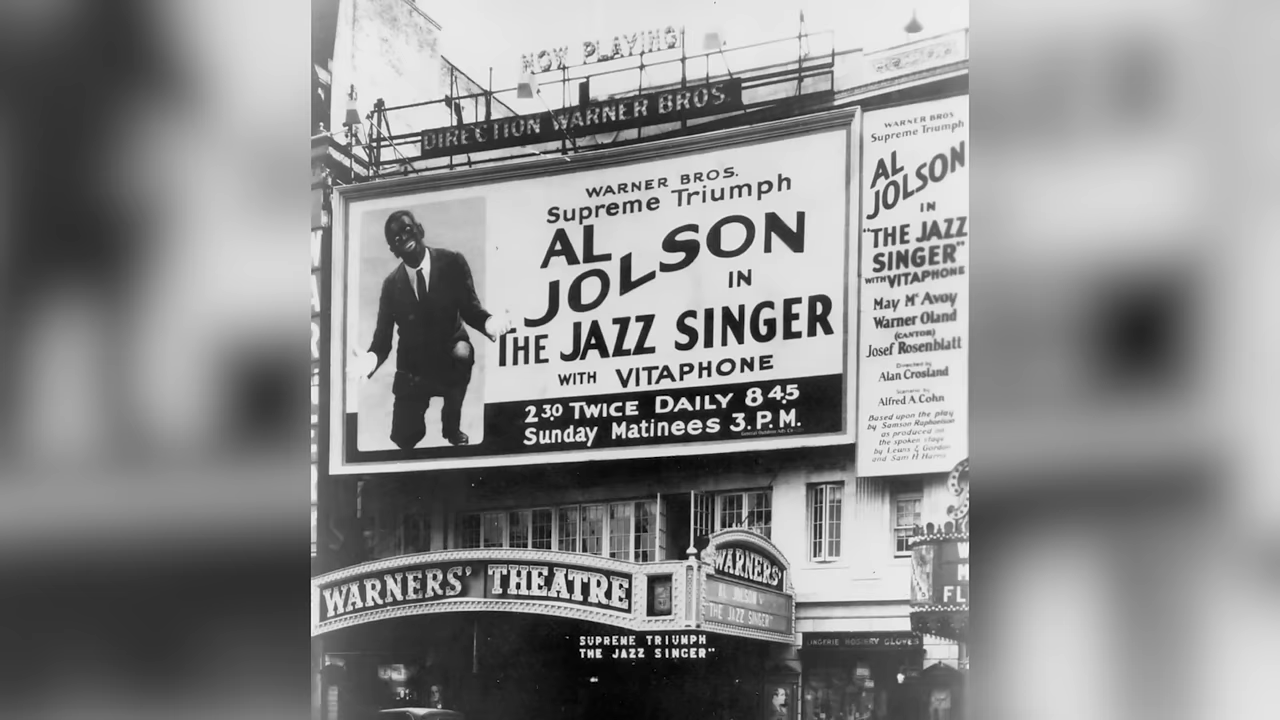 NOW PLAYING
DIRECTION WARNER BROS.
WARNER BROS.
Supreme Triumph
AL
JOLSON
IN
THE JAZZ SINGER
WITH VITAPHONE
2.30 TWICE DAILY 8 45
Sunday Matinees 3. P.M.
WARNER BROS
Supreme Triumph
AL
JOLSON
IN
"THE JAZZ
SINGER"
WITH VITAPHONE
May McAvoy
Warner Oland
(CANTOR)
Josef Rosenblatt
Directed by
Alan Crosland
Scenario by
Alfred A. Cohn
Based upon the play
by Samson Raphaelson
as produced on
the spoken stage
by Lewis & Gordon
and Sam H Harris
WARNERS' THEATRE
WARNERS'
AL JOLSON IN
"THE JAZZ SINGER"
SUPREME TRIUMPH
THE JAZZ SINGER"
LINGERIE HOSIERY GLOVES
W
FL